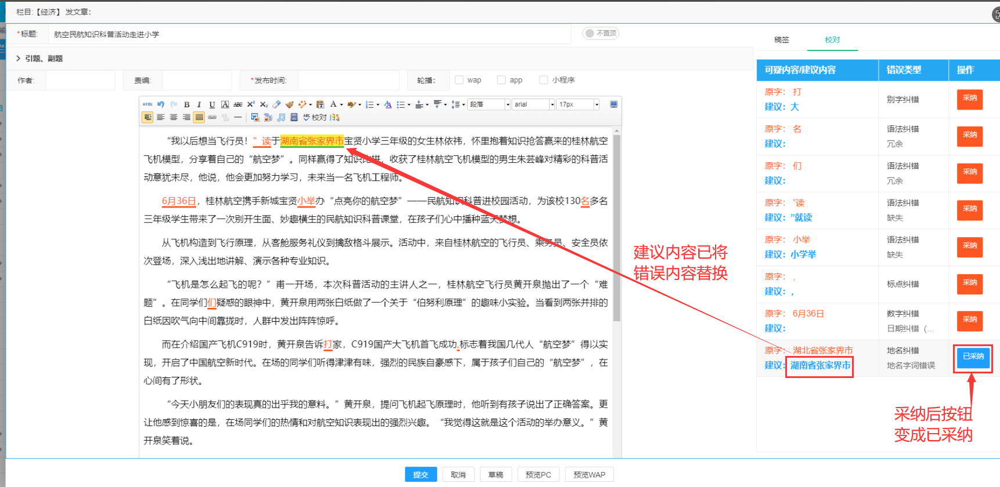 栏目:【经济】 发文章:
*标题:
航空民航知识科普活动走进小学
不置顶
引题、副题
作者:
责编:
*发布时间:
轮播:
wap
app
小程序
HTML
段落
arial
17px
校对
“我以后想当飞行员！”读于湖南省张家界市宝贤小学三年级的女生林依祎，怀里抱着知识抢答赢来的桂林航空
飞机模型，分享着自己的“航空梦”。同样赢得了知识比拼，收获了桂林航空飞机模型的男生朱芸峰对精彩的科普活
动意犹未尽，他说，他会更加努力学习，未来当一名飞机工程师。
6月36日，桂林航空携手新城宝贤小举办“点亮你的航空梦”——民航知识科普进校园活动，为该校130名多名
三年级学生带来了一次别开生面、妙趣横生的民航知识科普课堂，在孩子们心中播种蓝天梦想。
从飞机构造到飞行原理，从客舱服务礼仪到擒敌格斗展示。活动中，来自桂林航空的飞行员、乘务员、安全员依
次登场，深入浅出地讲解、演示各种专业知识。
“飞机是怎么起飞的呢？”甫一开场，本次科普活动的主讲人之一，桂林航空飞行员黄开泉抛出了一个“难
题”。在同学们们疑惑的眼神中，黄开泉用两张白纸做了一个关于“伯努利原理”的趣味小实验。当看到两张并排的
白纸因吹气向中间靠拢时，人群中发出阵阵惊呼。
而在介绍国产飞机C919时，黄开泉告诉打家，C919国产大飞机首飞成功,标志着我国几代人“航空梦”得以实
现，开启了中国航空新时代。在场的同学们听得津津有味，强烈的民族自豪感下，属于孩子们自己的“航空梦”，在
心间有了形状。
“今天小朋友们的表现真的出乎我的意料。”黄开泉，提问飞机起飞原理时，他听到有孩子说出了正确答案。更
让他感到惊喜的是，在场同学们的热情和对航空知识表现出的强烈兴趣。“我觉得这就是这个活动的举办意义。”黄
开泉笑着说。
稿签
校对
可疑内容/建议内容
错误类型
操作
原字： 打
建议：大
别字纠错
采纳
原字： 名
建议：
语法纠错
冗余
采纳
原字： 们
建议：
语法纠错
冗余
采纳
原字： ”读
建议：”就读
语法纠错
缺失
采纳
原字： 小举
建议：小学举
语法纠错
缺失
采纳
原字： ,
建议：，
标点纠错
采纳
原字： 6月36日
建议：
数字纠错
日期纠错（...
采纳
原字： 湖北省张家界市
建议：湖南省张家界市
地名纠错
地名字词错误
已采纳
建议内容已将
错误内容替换
采纳后按钮
变成已采纳
提交
取消
草稿
预览PC
预览WAP